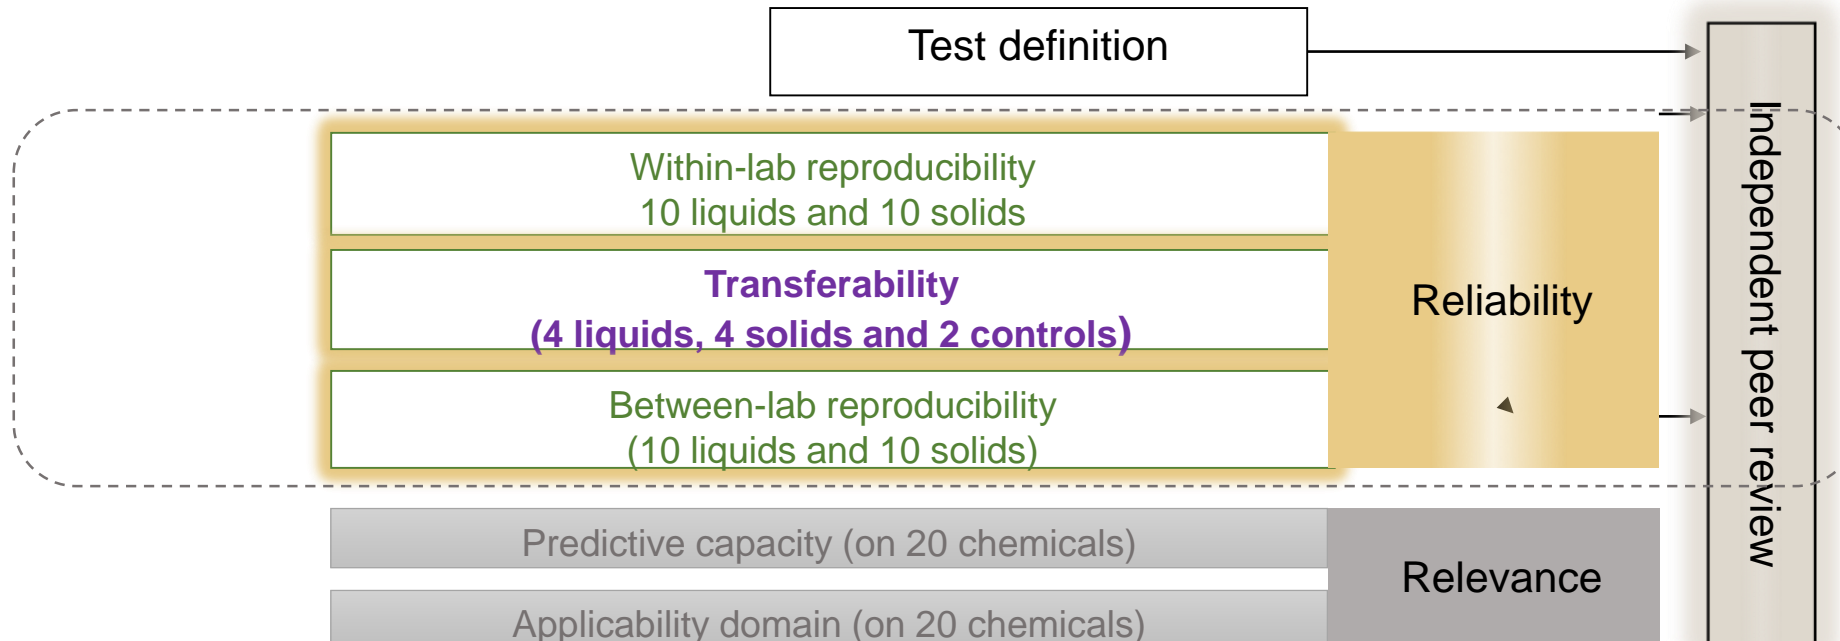 Test definition
Within-lab reproducibility
10 liquids and 10 solids
Transferability
(4 liquids, 4 solids and 2 controls)
Reliability
Between-lab reproducibility
(10 liquids and 10 solids)
Independent peer review
Predictive capacity (on 20 chemicals)
Relevance
Applicability domain (on 20 chemicals)